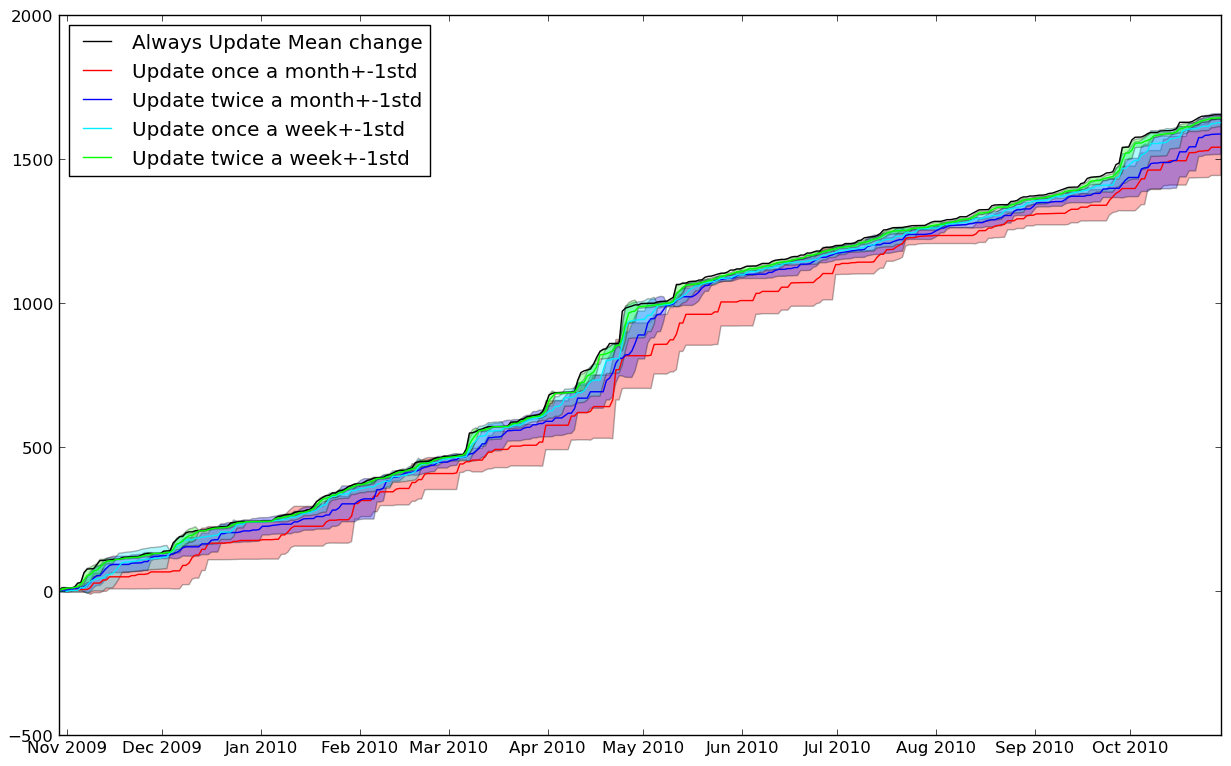 2000
Always Update Mean change
Update once a month+-1std
Update twice a month+-1std
Update once a week+-1std
Update twice a week+-1std
1500
1000
500
0
−500
Nov 2009 Dec 2009 Jan 2010 Feb 2010 Mar 2010 Apr 2010 May 2010 Jun 2010 Jul 2010 Aug 2010 Sep 2010 Oct 2010